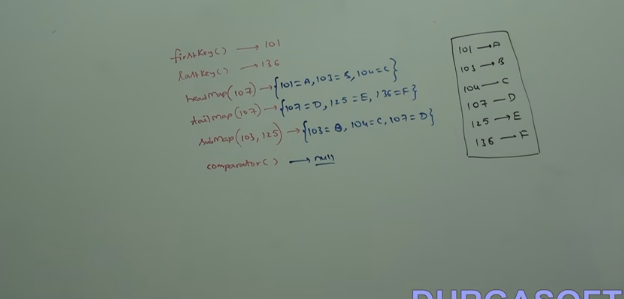 firstKey() → 101
lastKey() → 136
headMap(107) → {101=A, 103=B, 104=C}
tailMap(107) → {107=D, 125=E, 136=F}
subMap(103, 125) → {103=B, 104=C, 107=D}
comparator() → null
101 → A
103 → B
104 — C
107 — D
125 → E
136 — F
DURGASOFT